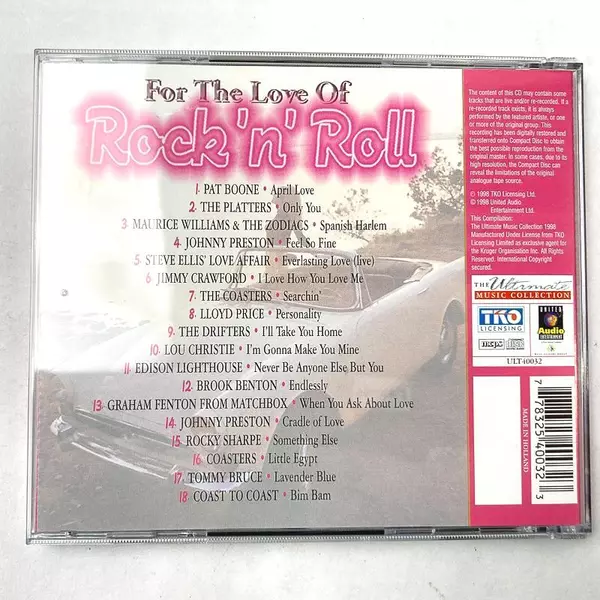 For The Love Of
Rock 'n' Roll
1. PAT BOONE • April Love
2. THE PLATTERS • Only You
3. MAURICE WILLIAMS & THE ZODIACS • Spanish Harlem
4. JOHNNY PRESTON • Feel So Fine
5. STEVE ELLIS' LOVE AFFAIR • Everlasting Love (live)
6. JIMMY CRAWFORD • I Love How You Love Me
7. THE COASTERS • Searchin'
8. LLOYD PRICE • Personality
9. THE DRIFTERS • I'll Take You Home
10. LOU CHRISTIE • I'm Gonna Make You Mine
11. EDISON LIGHTHOUSE • Never Be Anyone Else But You
12. BROOK BENTON • Endlessly
13. GRAHAM FENTON FROM MATCHBOX • When You Ask About Love
14. JOHNNY PRESTON • Cradle of Love
15. ROCKY SHARPE • Something Else
16. COASTERS • Little Egypt
17. TOMMY BRUCE • Lavender Blue
18. COAST TO COAST • Bim Bam
The content of this CD may contain some
tracks that are live and/or re-recorded. If a
re-recorded track exists, it is always
performed by the featured artiste, or one
or more of the original group. This
recording has been digitally restored and
transferred onto Compact Disc to obtain
the best possible reproduction from the
original master. In some cases, due to
its high resolution, the Compact Disc can
reveal the limitations of the original
analogue tape source.
℗ 1998 TKO Licensing Ltd.
© 1998 United Audio
Entertainment Ltd.
This Compilation:
The Ultimate Music Collection 1998
Manufactured Under License from TKO
Licensing Limited as exclusive agent for
the Kruger Organisation Inc. All Rights
Reserved. International Copyright
secured.
THE Ultimate
MUSIC COLLECTION
TKO
LICENSING
UNITED
Audio
ENTERTAINMENT
mcps
ULT40032
MADE IN HOLLAND
7 78325 40032 3